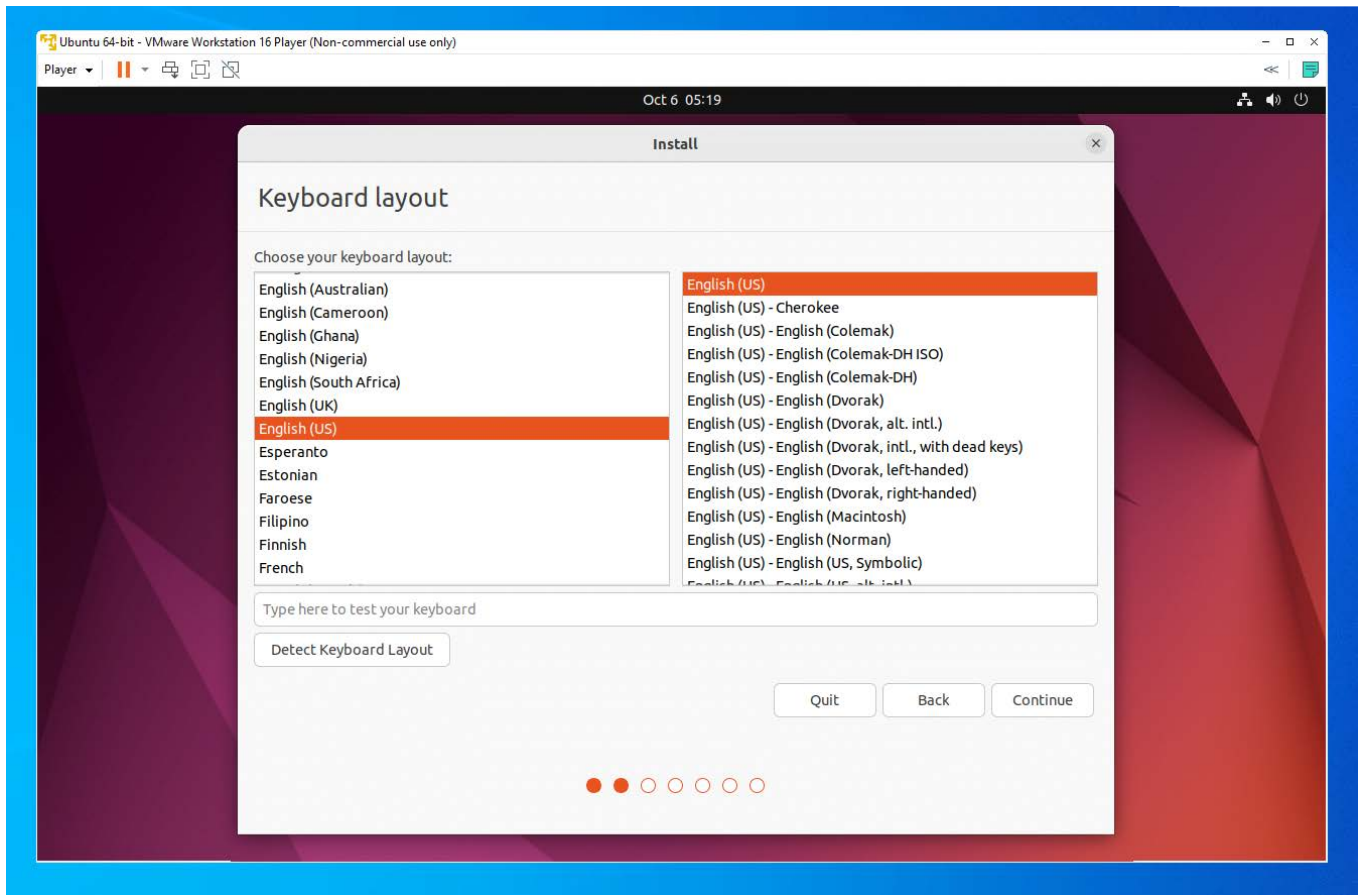 Ubuntu 64-bit - VMware Workstation 16 Player (Non-commercial use only)
Player
Oct 6 05:19
Install
Keyboard layout
Choose your keyboard layout:
English (Australian)
English (Cameroon)
English (Ghana)
English (Nigeria)
English (South Africa)
English (UK)
English (US)
Esperanto
Estonian
Faroese
Filipino
Finnish
French
English (US)
English (US) - Cherokee
English (US) - English (Colemak)
English (US) - English (Colemak-DH ISO)
English (US) - English (Colemak-DH)
English (US) - English (Dvorak)
English (US) - English (Dvorak, alt. intl.)
English (US) - English (Dvorak, intl., with dead keys)
English (US) - English (Dvorak, left-handed)
English (US) - English (Dvorak, right-handed)
English (US) - English (Macintosh)
English (US) - English (Norman)
English (US) - English (US, Symbolic)
English (US) - English (US, alt. intl.)
Type here to test your keyboard
Detect Keyboard Layout
Quit
Back
Continue